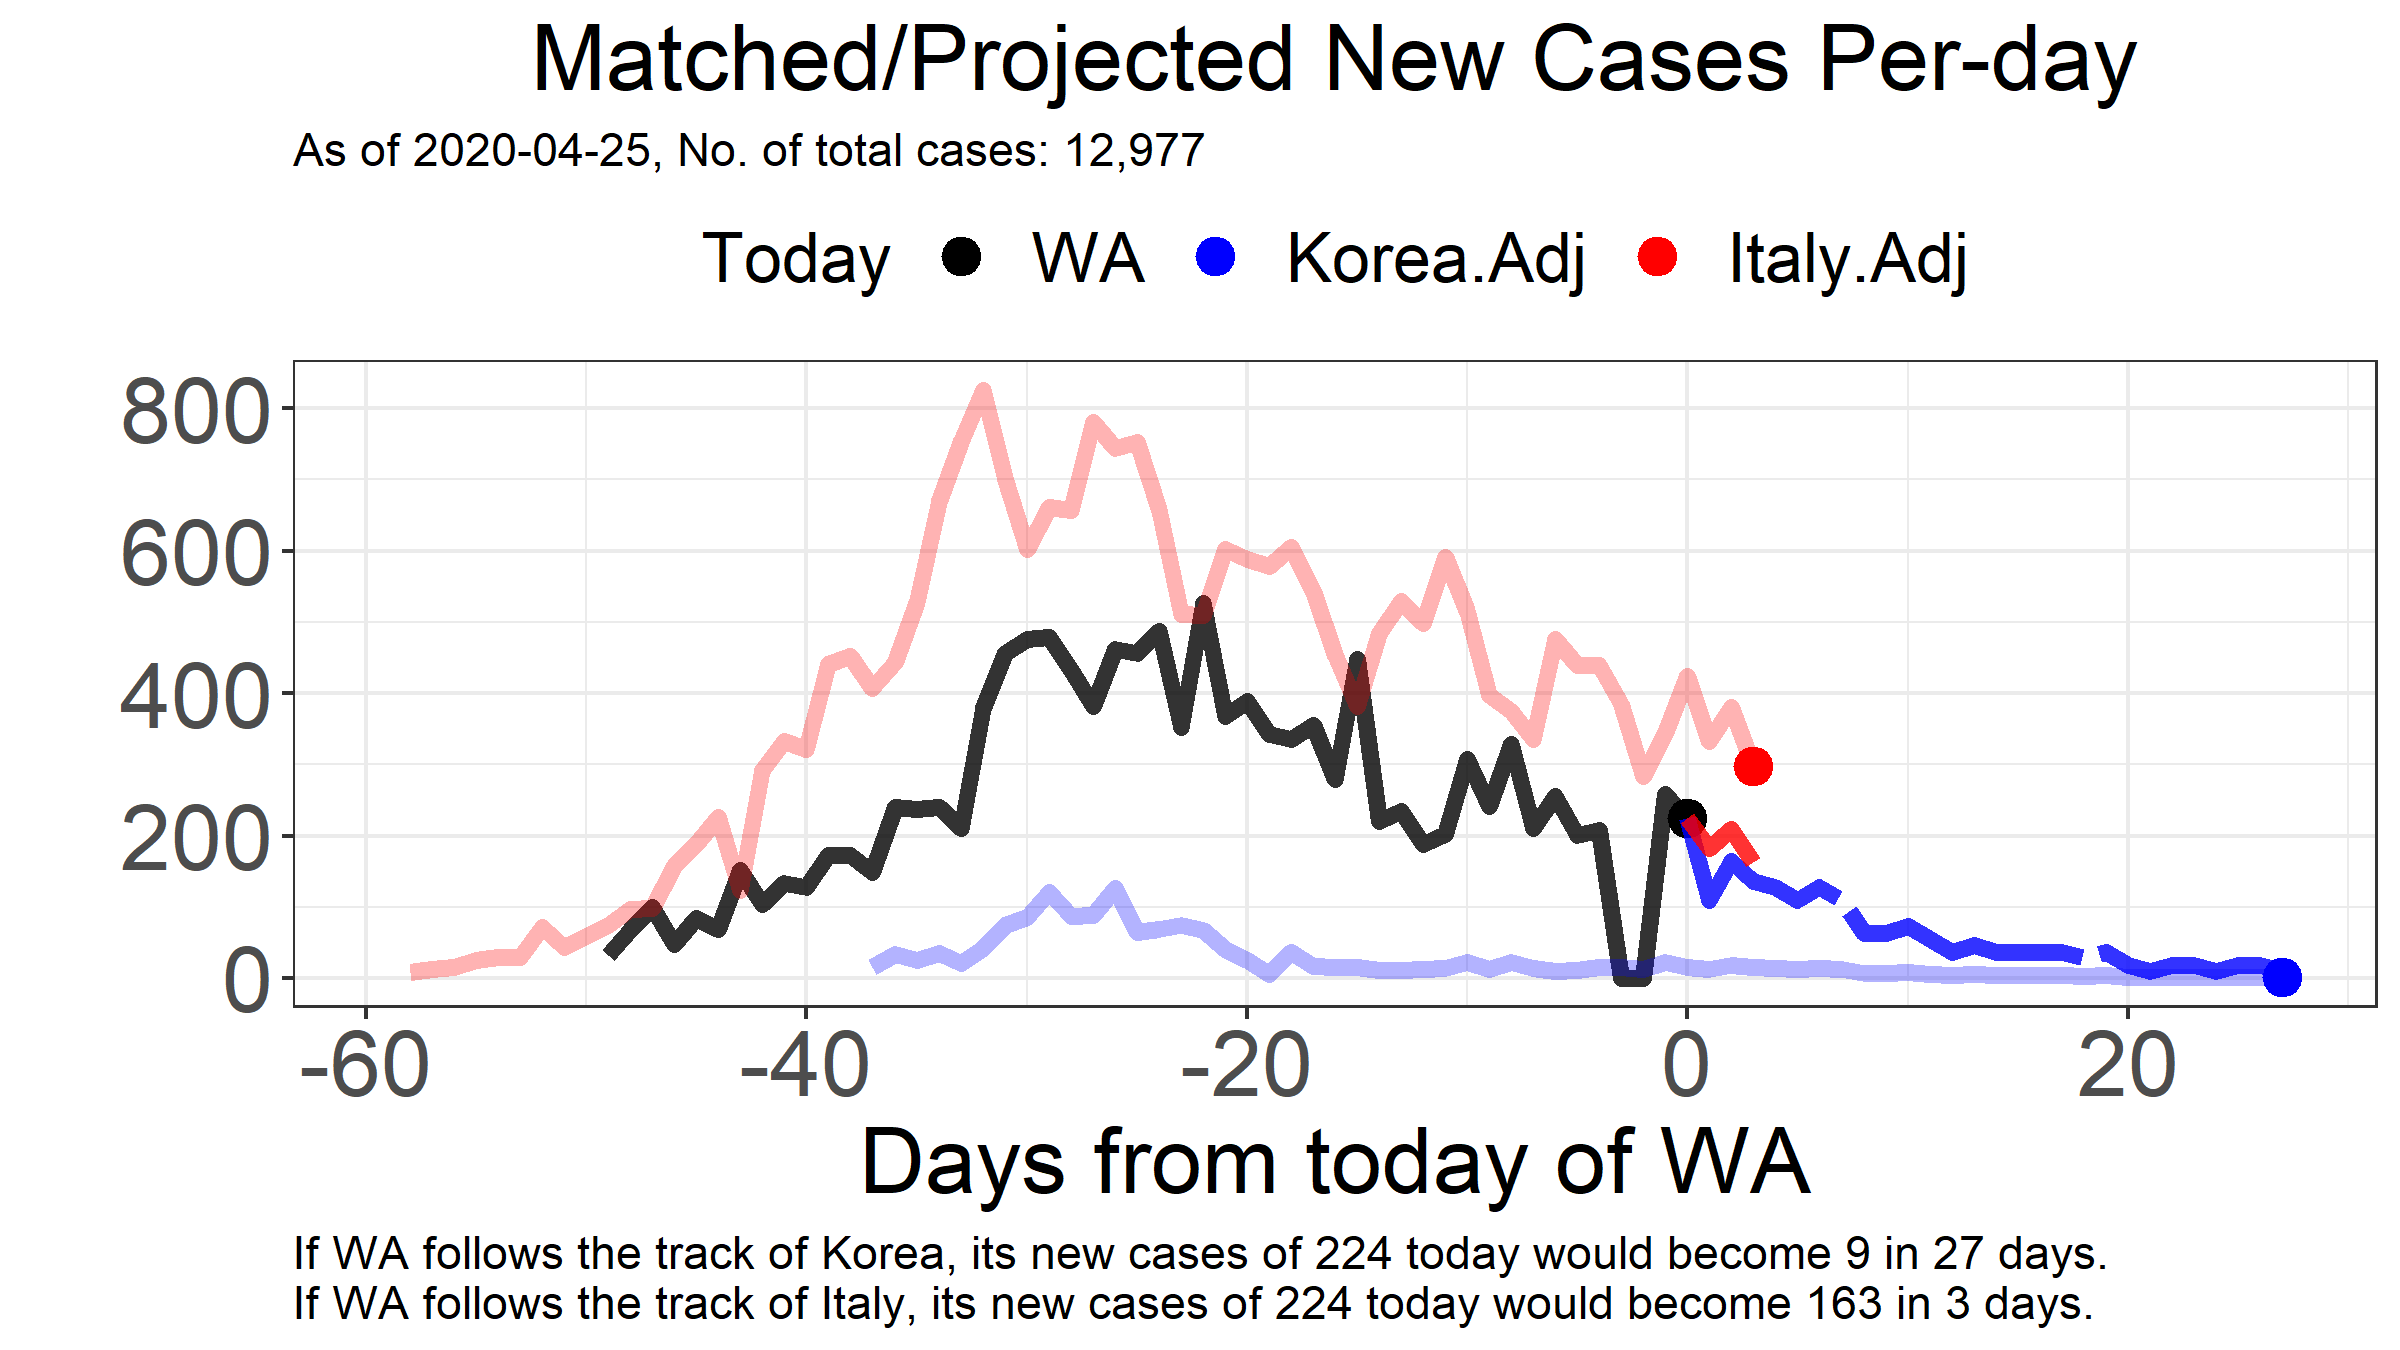 Matched/Projected New Cases Per-day
As of 2020-04-25, No. of total cases: 12,977
Today WA Korea.Adj Italy.Adj
800
600
400
200
0
-60 -40 -20 0 20
Days from today of WA
If WA follows the track of Korea, its new cases of 224 today would become 9 in 27 days.
If WA follows the track of Italy, its new cases of 224 today would become 163 in 3 days.